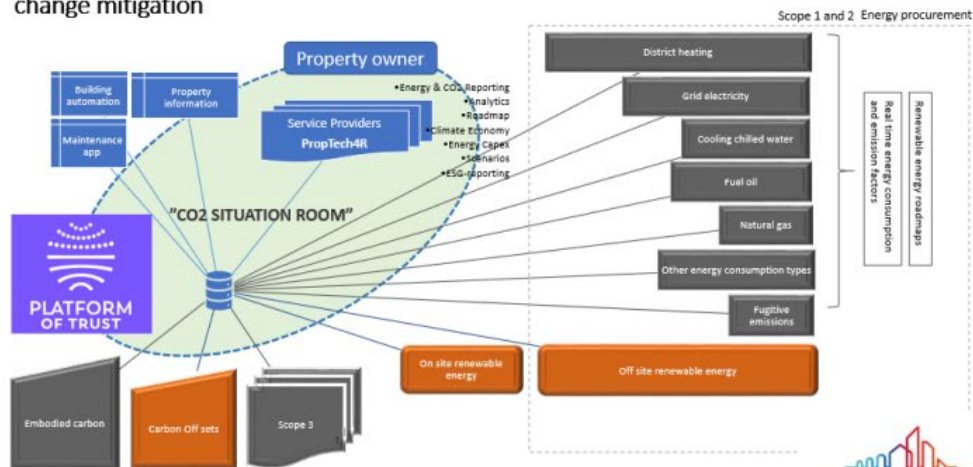 change mitigation
Scope 1 and 2 Energy procurement
Property owner
Building
automation
Property
information
Maintenance
app
Service Providers
PropTech4R
•Energy & CO2 Reporting
•Analytics
•Roadmap
•Climate Economy
•Energy Capex
•Scenarios
•ESG-reporting
"CO2 SITUATION ROOM"
PLATFORM
OF TRUST
District heating
Grid electricity
Cooling chilled water
Fuel oil
Natural gas
Other energy consumption types
Fugitive
emissions
Real time energy consumption
and emission factors
Renewable energy roadmaps
On site renewable
energy
Off site renewable energy
Embodied carbon
Carbon Off sets
Scope 3